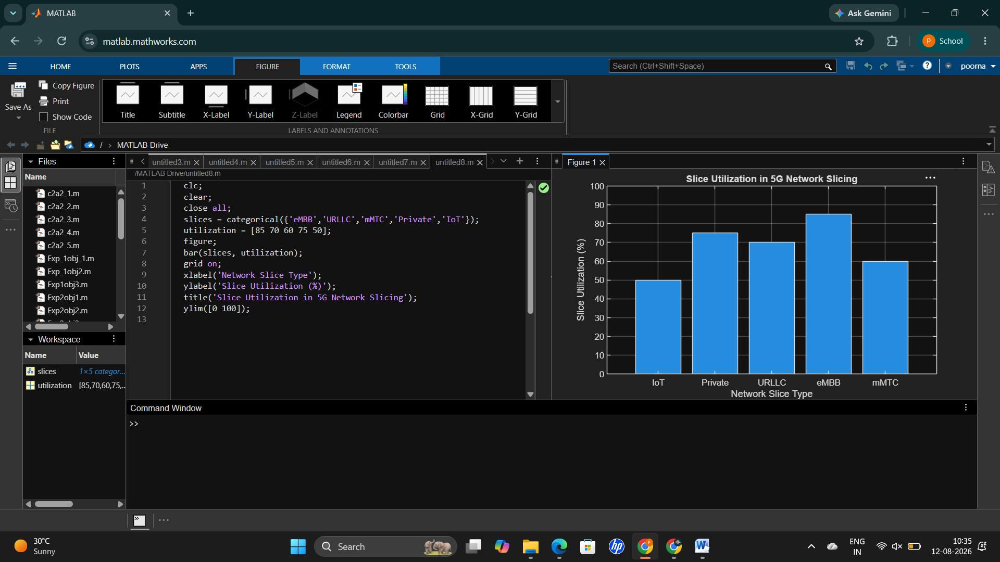 MATLAB
Ask Gemini
matlab.mathworks.com
P School
HOME PLOTS APPS FIGURE FORMAT TOOLS
Search (Ctrl+Shift+Space)
poorna
Save As
Copy Figure
Print
Show Code
FILE
Title Subtitle X-Label Y-Label Z-Label Legend Colorbar Grid X-Grid Y-Grid
LABELS AND ANNOTATIONS
/ > MATLAB Drive
Files
Name
c2a2_1.m
c2a2_2.m
c2a2_3.m
c2a2_4.m
c2a2_5.m
Exp_1obj_1.m
Exp_1obj2.m
Exp1obj3.m
Exp2obj1.m
Exp2obj2.m
Workspace
Name Value
slices 1×5 categor...
utilization [85,70,60,75,...
untitled3.m untitled4.m untitled5.m untitled6.m untitled7.m untitled8.m
/MATLAB Drive/untitled8.m
1 clc;
2 clear;
3 close all;
4 slices = categorical({'eMBB','URLLC','mMTC','Private','IoT'});
5 utilization = [85 70 60 75 50];
6 figure;
7 bar(slices, utilization);
8 grid on;
9 xlabel('Network Slice Type');
10 ylabel('Slice Utilization (%)');
11 title('Slice Utilization in 5G Network Slicing');
12 ylim([0 100]);
13
Figure 1
Slice Utilization in 5G Network Slicing
100
90
80
70
60
50
40
30
20
10
0
Slice Utilization (%)
IoT Private URLLC eMBB mMTC
Network Slice Type
Command Window
>>
30°C
Sunny
Search
hp
W
ENG
IN
10:35
12-08-2026